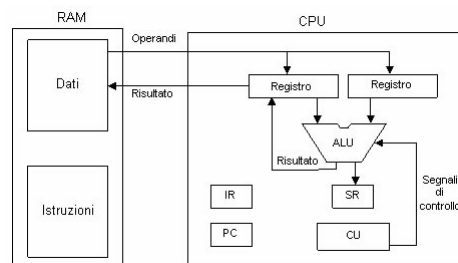 RAM
CPU
Operandi
Dati
Registro
Registro
Risultato
ALU
Risultato
Segnali
di
controllo
Istruzioni
IR
SR
PC
CU